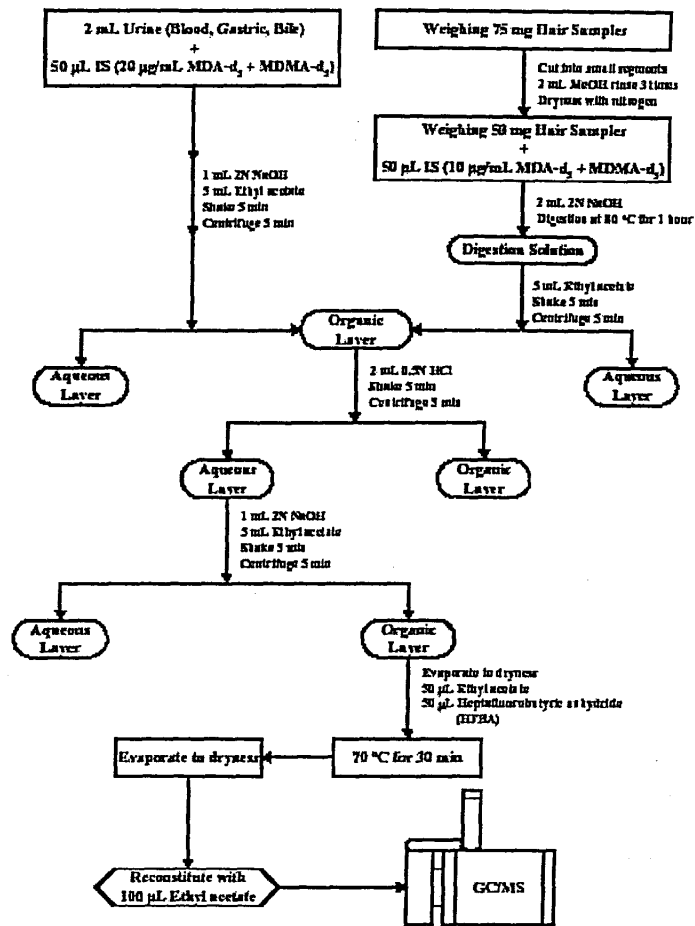 2 mL Urine (Blood, Gastric, Bile)
+
50 µL IS (20 µg/mL MDA-d5 + MDMA-d5)
Weighing 75 mg Hair Samples
Cut into small segments
2 mL MeOH rinse 3 times
Dryness with nitrogen
Weighing 50 mg Hair Samples
+
50 µL IS (10 µg/mL MDA-d5 + MDMA-d5)
1 mL 2N NaOH
5 mL Ethyl acetate
Shake 5 min
Centrifuge 5 min
2 mL 2N NaOH
Digestion at 80 °C for 1 hour
Digestion Solution
5 mL Ethyl acetate
Shake 5 min
Centrifuge 5 min
Organic
Layer
Aqueous
Layer
Aqueous
Layer
2 mL 0.5N HCl
Shake 5 min
Centrifuge 5 min
Aqueous
Layer
Organic
Layer
1 mL 2N NaOH
5 mL Ethyl acetate
Shake 5 min
Centrifuge 5 min
Aqueous
Layer
Organic
Layer
Evaporate to dryness
50 µL Ethyl acetate
50 µL Heptafluorobutyric anhydride
(HFBA)
Evaporate to dryness
70 °C for 30 min
Reconstitute with
100 µL Ethyl acetate
GC/MS